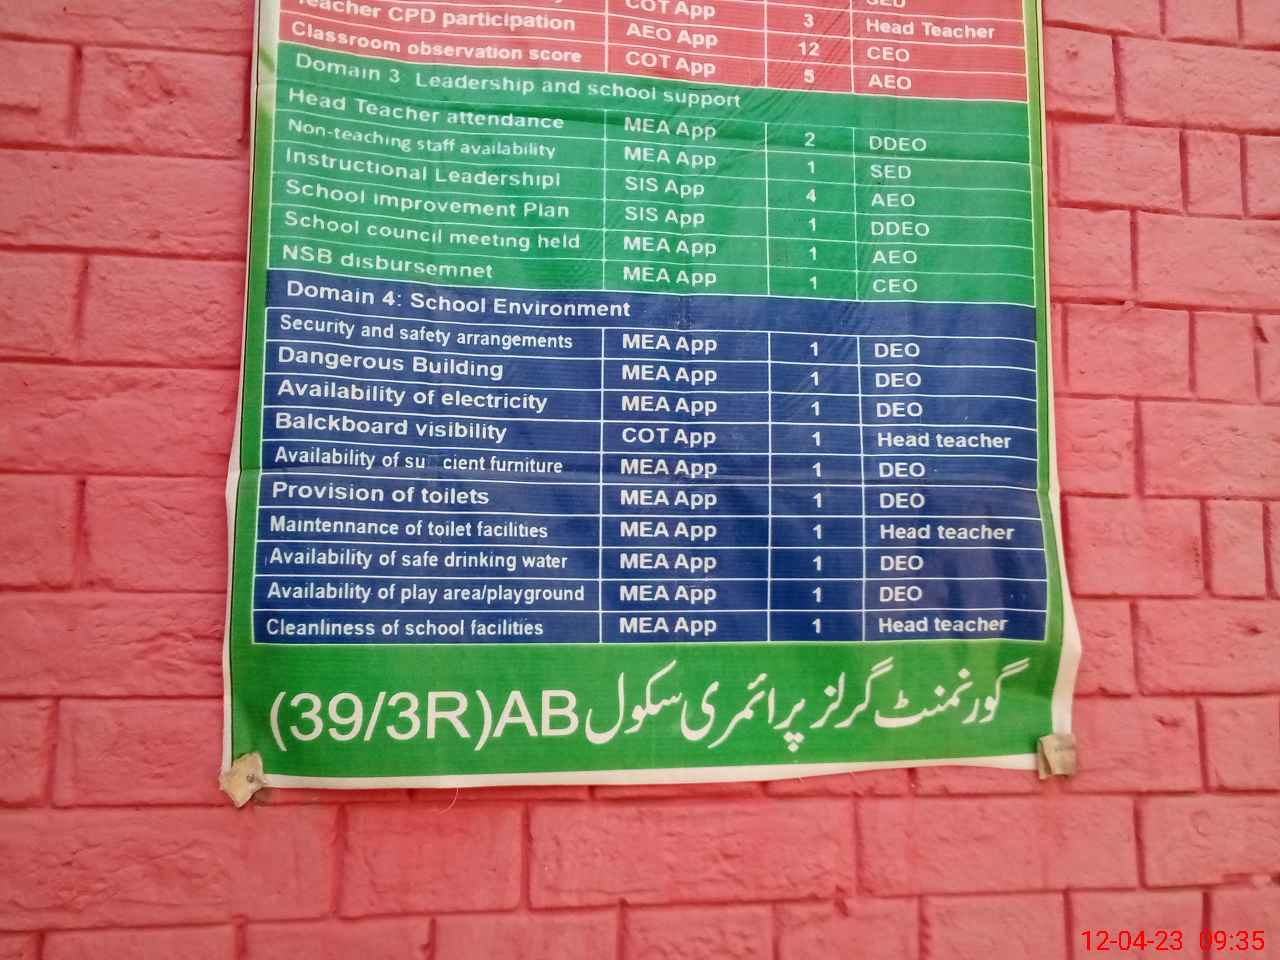 SED
COT App 3 Head Teacher
Teacher CPD participation AEO App 12 CEO
Classroom observation score COT App 5 AEO
Domain 3 Leadership and school support
Head Teacher attendance MEA App 2 DDEO
Non-teaching staff availability MEA App 1 SED
Instructional Leadershipl SIS App 4 AEO
School improvement Plan SIS App 1 DDEO
School council meeting held MEA App 1 AEO
NSB disbursemnet MEA App 1 CEO
Domain 4: School Environment
Security and safety arrangements MEA App 1 DEO
Dangerous Building MEA App 1 DEO
Availability of electricity MEA App 1 DEO
Balckboard visibility COT App 1 Head teacher
Availability of su cient furniture MEA App 1 DEO
Provision of toilets MEA App 1 DEO
Maintennance of toilet facilities MEA App 1 Head teacher
Availability of safe drinking water MEA App 1 DEO
Availability of play area/playground MEA App 1 DEO
Cleanliness of school facilities MEA App 1 Head teacher
گورنمنٹ گرلز پرائمری سکول (39/3R)AB
12-04-23 09:35